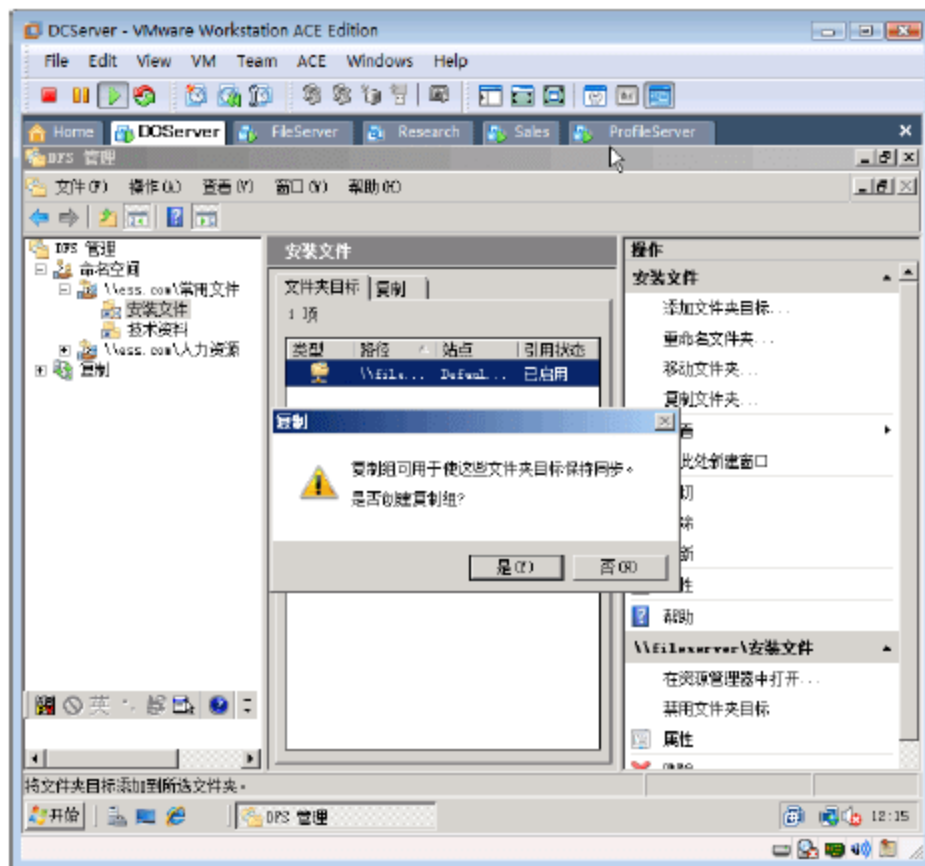 DCServer - VMware Workstation ACE Edition
File Edit View VM Team ACE Windows Help
Home DCServer FileServer Research Sales ProfileServer
DFS 管理
文件(F) 操作(A) 查看(V) 窗口(W) 帮助(H)
DFS 管理
命名空间
\\ess.com\常用文件
安装文件
技术资料
\\ess.com\人力资源
复制
安装文件
文件夹目标 复制
1 项
类型 路径 站点 引用状态
\\file... Defaul... 已启用
复制
复制组可用于使这些文件夹目标保持同步。
是否创建复制组?
是(Y) 否(N)
操作
安装文件
添加文件夹目标...
重命名文件夹...
移动文件夹...
复制文件夹...
看
此处创建窗口
切
除
新
性
帮助
\\fileserver\安装文件
在资源管理器中打开...
禁用文件夹目标
属性
英
将文件夹目标添加到所选文件夹。
开始 DFS 管理 12:15